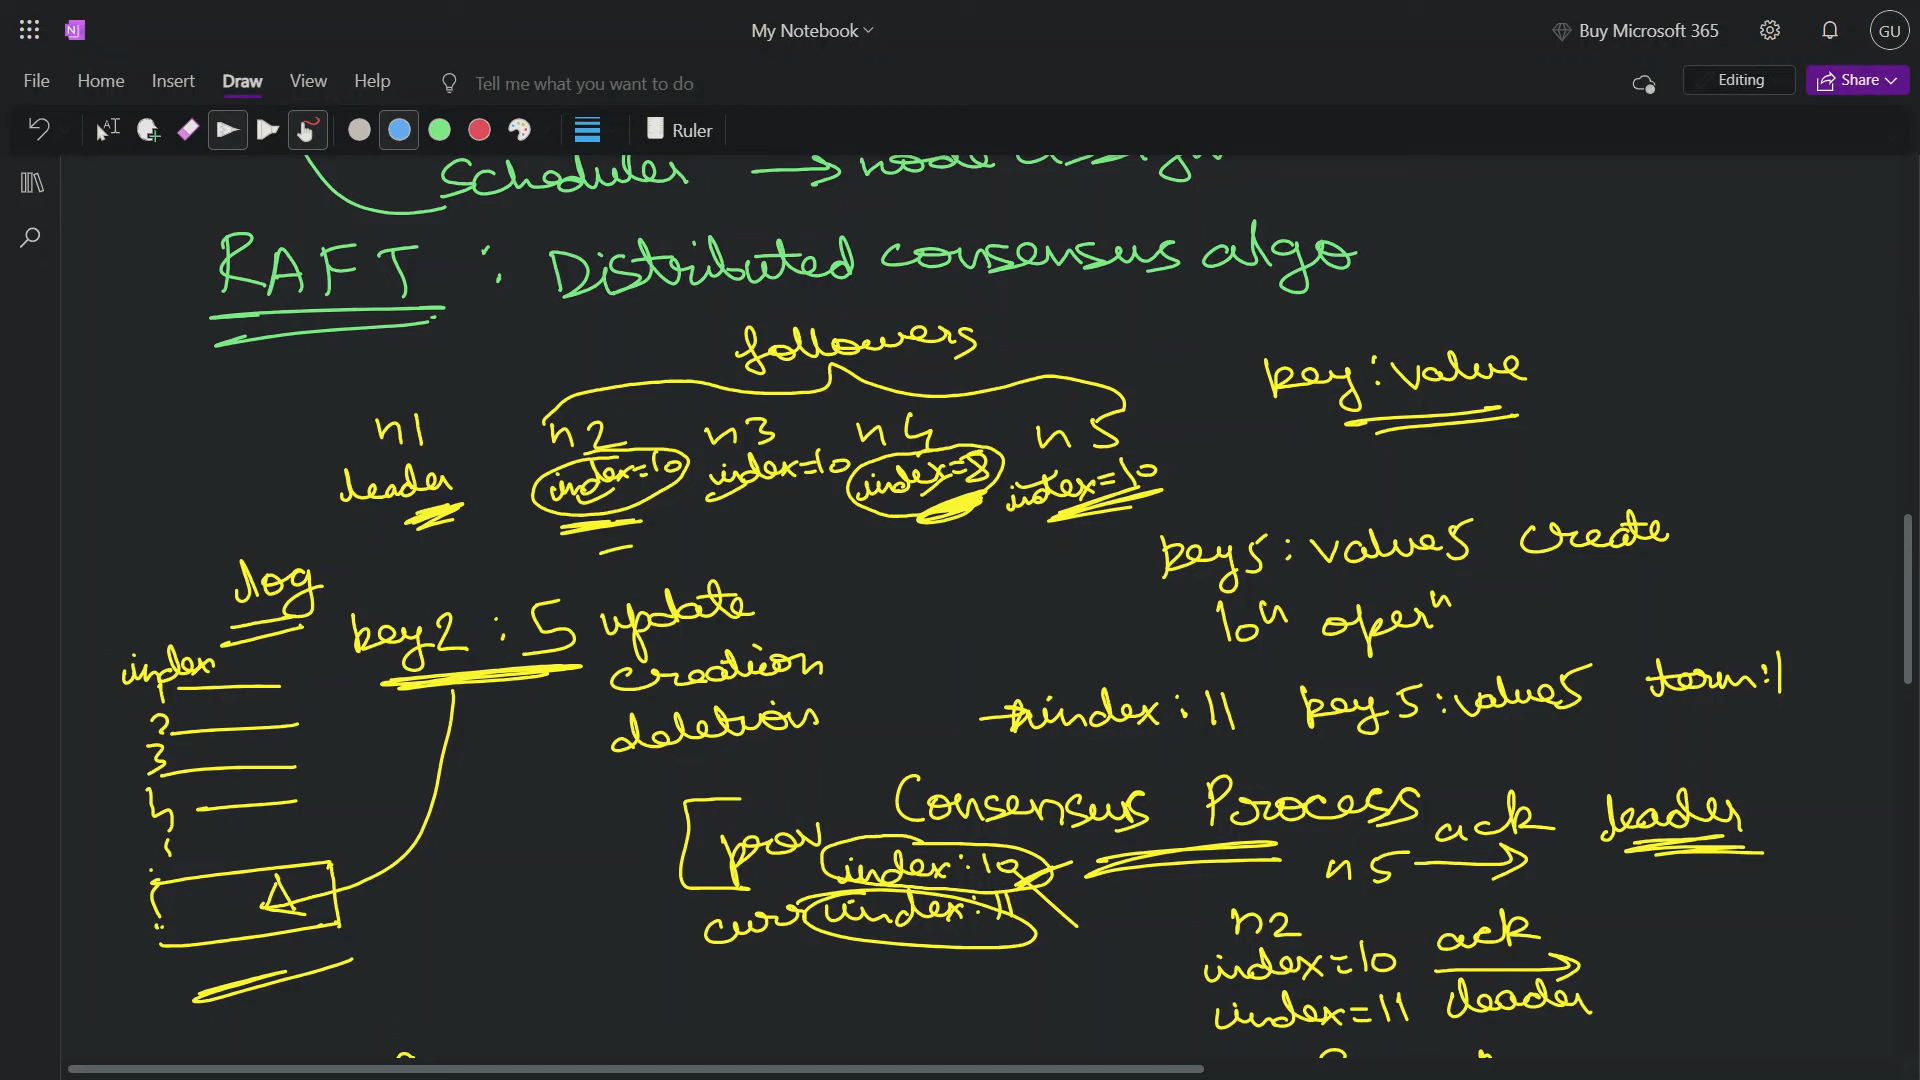 My Notebook
Buy Microsoft 365
GU
File Home Insert Draw View Help
Tell me what you want to do
Editing
Share
Ruler
Scheduler → node assign
RAFT : Distributed consensus algo
followers
key:value
n1 n2 n3 n4 n5
leader index=10 index=10 index=8 index=10
key5:value5 create
10n opern
log
key2 : 5 update
creation
deletion
index
1
2
3
4
index:11 key5:value5 term:1
Consensus Process
prev index:10
curr index:11
n5 ack → leader
n2
index=10 ack →
index=11 leader